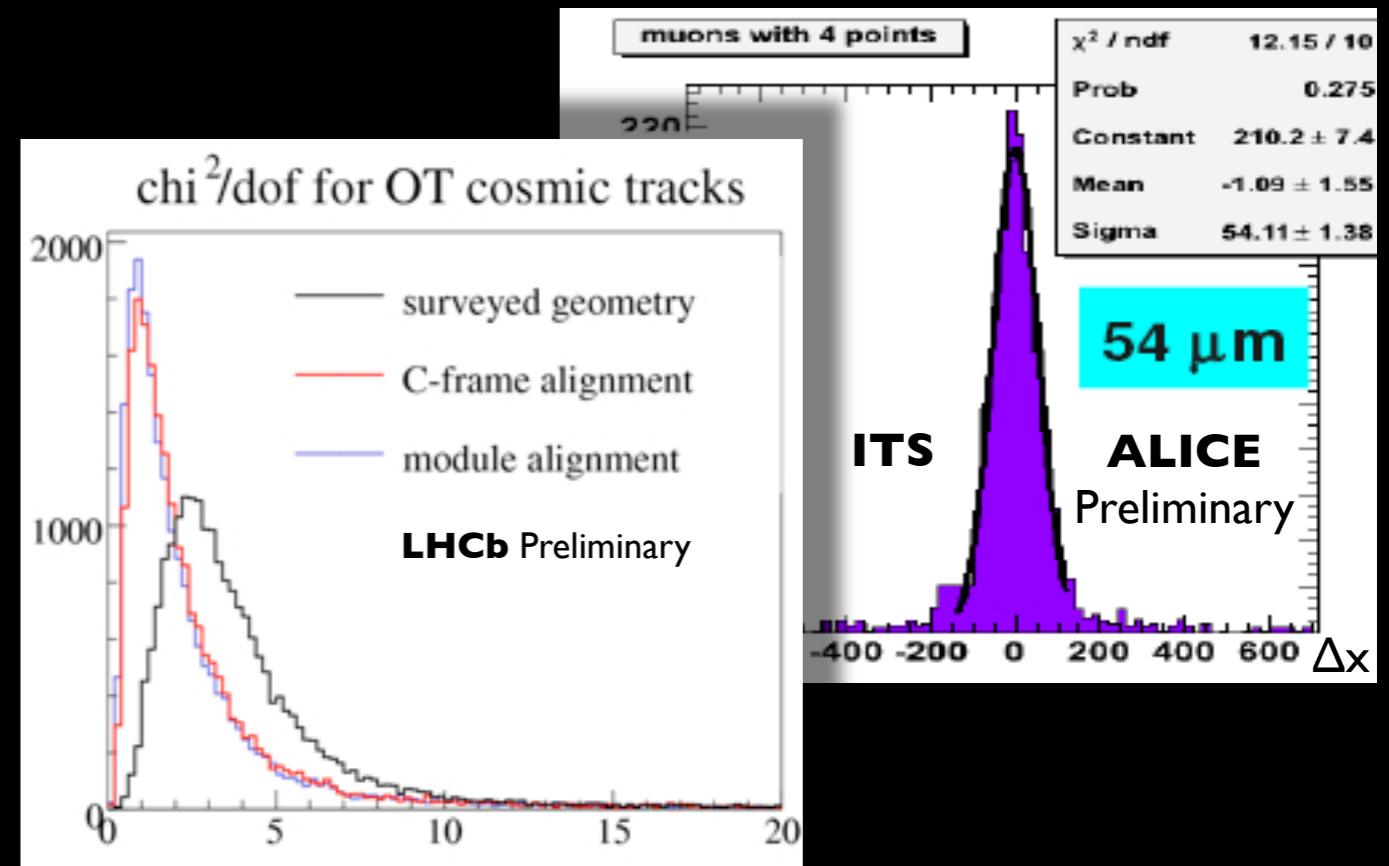 muons with 4 points
χ² / ndf 12.15 / 10
Prob 0.275
Constant 210.2 ± 7.4
Mean -1.09 ± 1.55
Sigma 54.11 ± 1.38
220
54 μm
ITS
ALICE
Preliminary
-400 -200 0 200 400 600 Δx
chi²/dof for OT cosmic tracks
2000
surveyed geometry
C-frame alignment
module alignment
1000
LHCb Preliminary
0
0 5 10 15 20